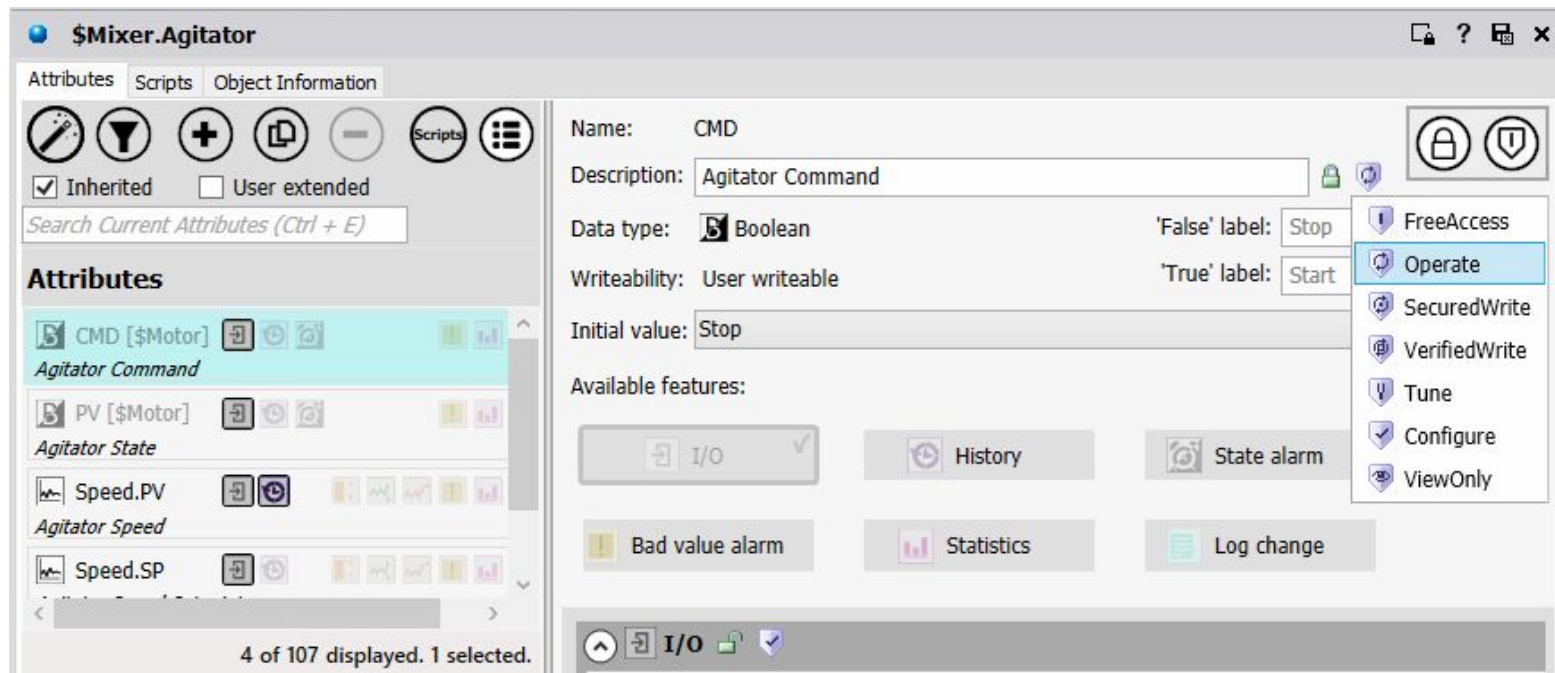 $Mixer.Agitator
Attributes Scripts Object Information
Scripts
Inherited User extended
Search Current Attributes (Ctrl + E)
Attributes
CMD [$Motor]
Agitator Command
PV [$Motor]
Agitator State
Speed.PV
Agitator Speed
Speed.SP
4 of 107 displayed. 1 selected.
Name: CMD
Description: Agitator Command
Data type: Boolean 'False' label: Stop
Writeability: User writeable 'True' label: Start
Initial value: Stop
Available features:
I/O History State alarm
Bad value alarm Statistics Log change
I/O
FreeAccess
Operate
SecuredWrite
VerifiedWrite
Tune
Configure
ViewOnly